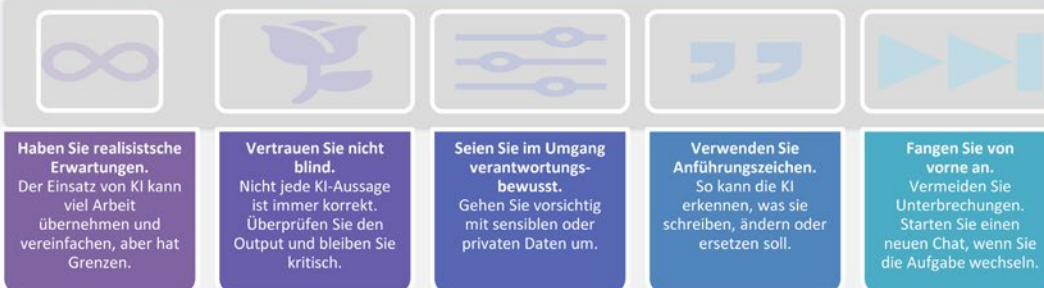 Haben Sie realisistsche
Erwartungen.
Der Einsatz von KI kann
viel Arbeit
übernehmen und
vereinfachen, aber hat
Grenzen.
Vertrauen Sie nicht
blind.
Nicht jede KI-Aussage
ist immer korrekt.
Überprüfen Sie den
Output und bleiben Sie
kritisch.
Seien Sie im Umgang
verantwortungs-
bewusst.
Gehen Sie vorsichtig
mit sensiblen oder
privaten Daten um.
Verwenden Sie
Anführungszeichen.
So kann die KI
erkennen, was sie
schreiben, ändern oder
ersetzen soll.
Fangen Sie von
vorne an.
Vermeiden Sie
Unterbrechungen.
Starten Sie einen
neuen Chat, wenn Sie
die Aufgabe wechseln.